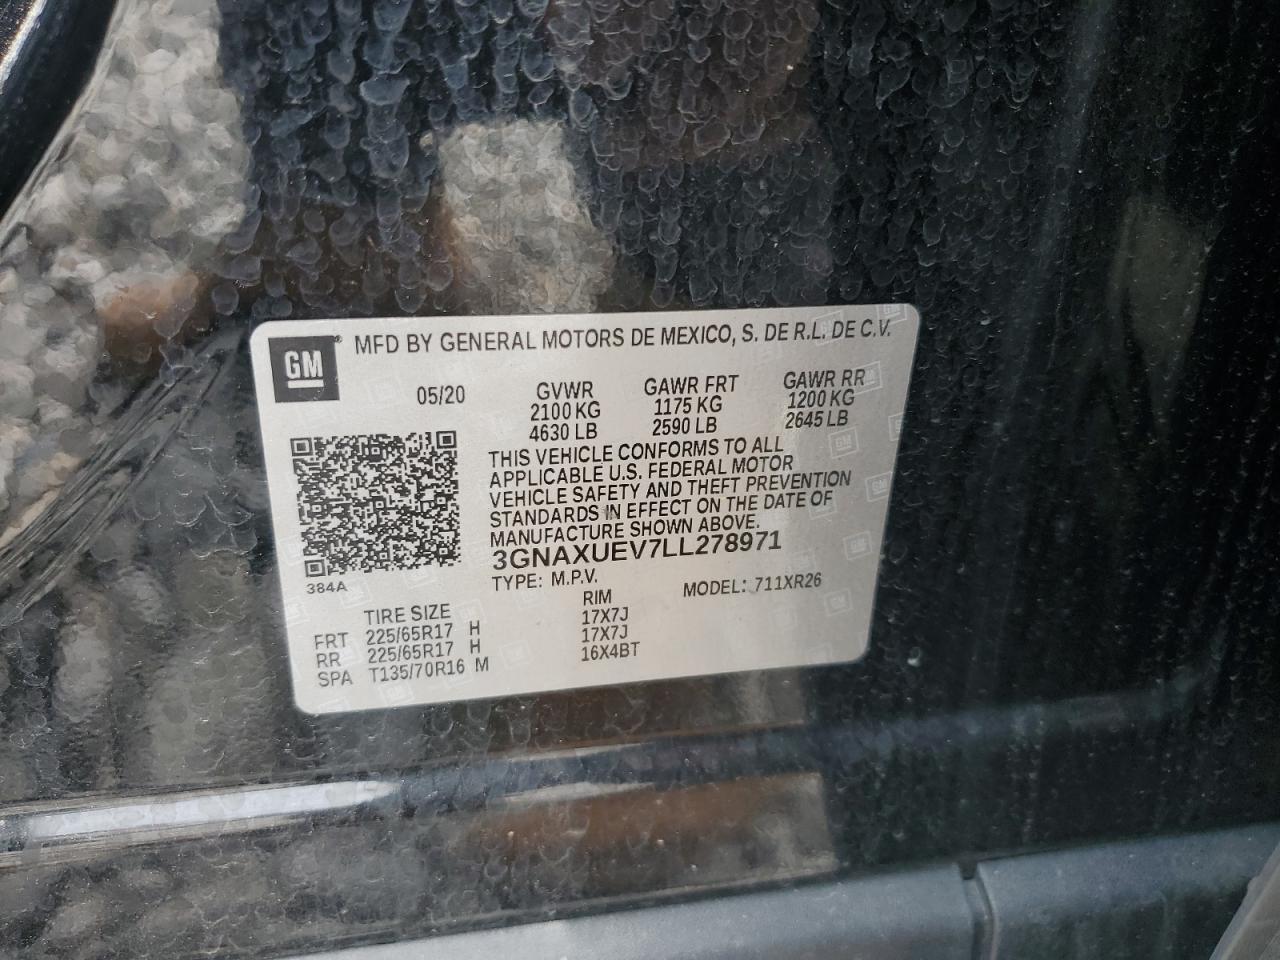 GM ® MFD BY GENERAL MOTORS DE MEXICO, S. DE R.L. DE C.V.
05/20 GVWR GAWR FRT GAWR RR
2100 KG 1175 KG 1200 KG
4630 LB 2590 LB 2645 LB
THIS VEHICLE CONFORMS TO ALL
APPLICABLE U.S. FEDERAL MOTOR
VEHICLE SAFETY AND THEFT PREVENTION
STANDARDS IN EFFECT ON THE DATE OF
MANUFACTURE SHOWN ABOVE.
3GNAXUEV7LL278971
384A TYPE: M.P.V. MODEL: 711XR26
TIRE SIZE RIM
FRT 225/65R17 H 17X7J
RR 225/65R17 H 17X7J
SPA T135/70R16 M 16X4BT